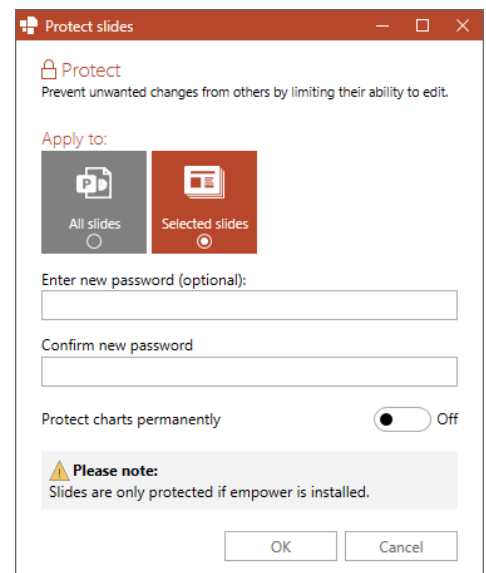 Protect slides
Protect
Prevent unwanted changes from others by limiting their ability to edit.
Apply to:
All slides
Selected slides
Enter new password (optional):
Confirm new password
Protect charts permanently
Off
Please note:
Slides are only protected if empower is installed.
OK
Cancel